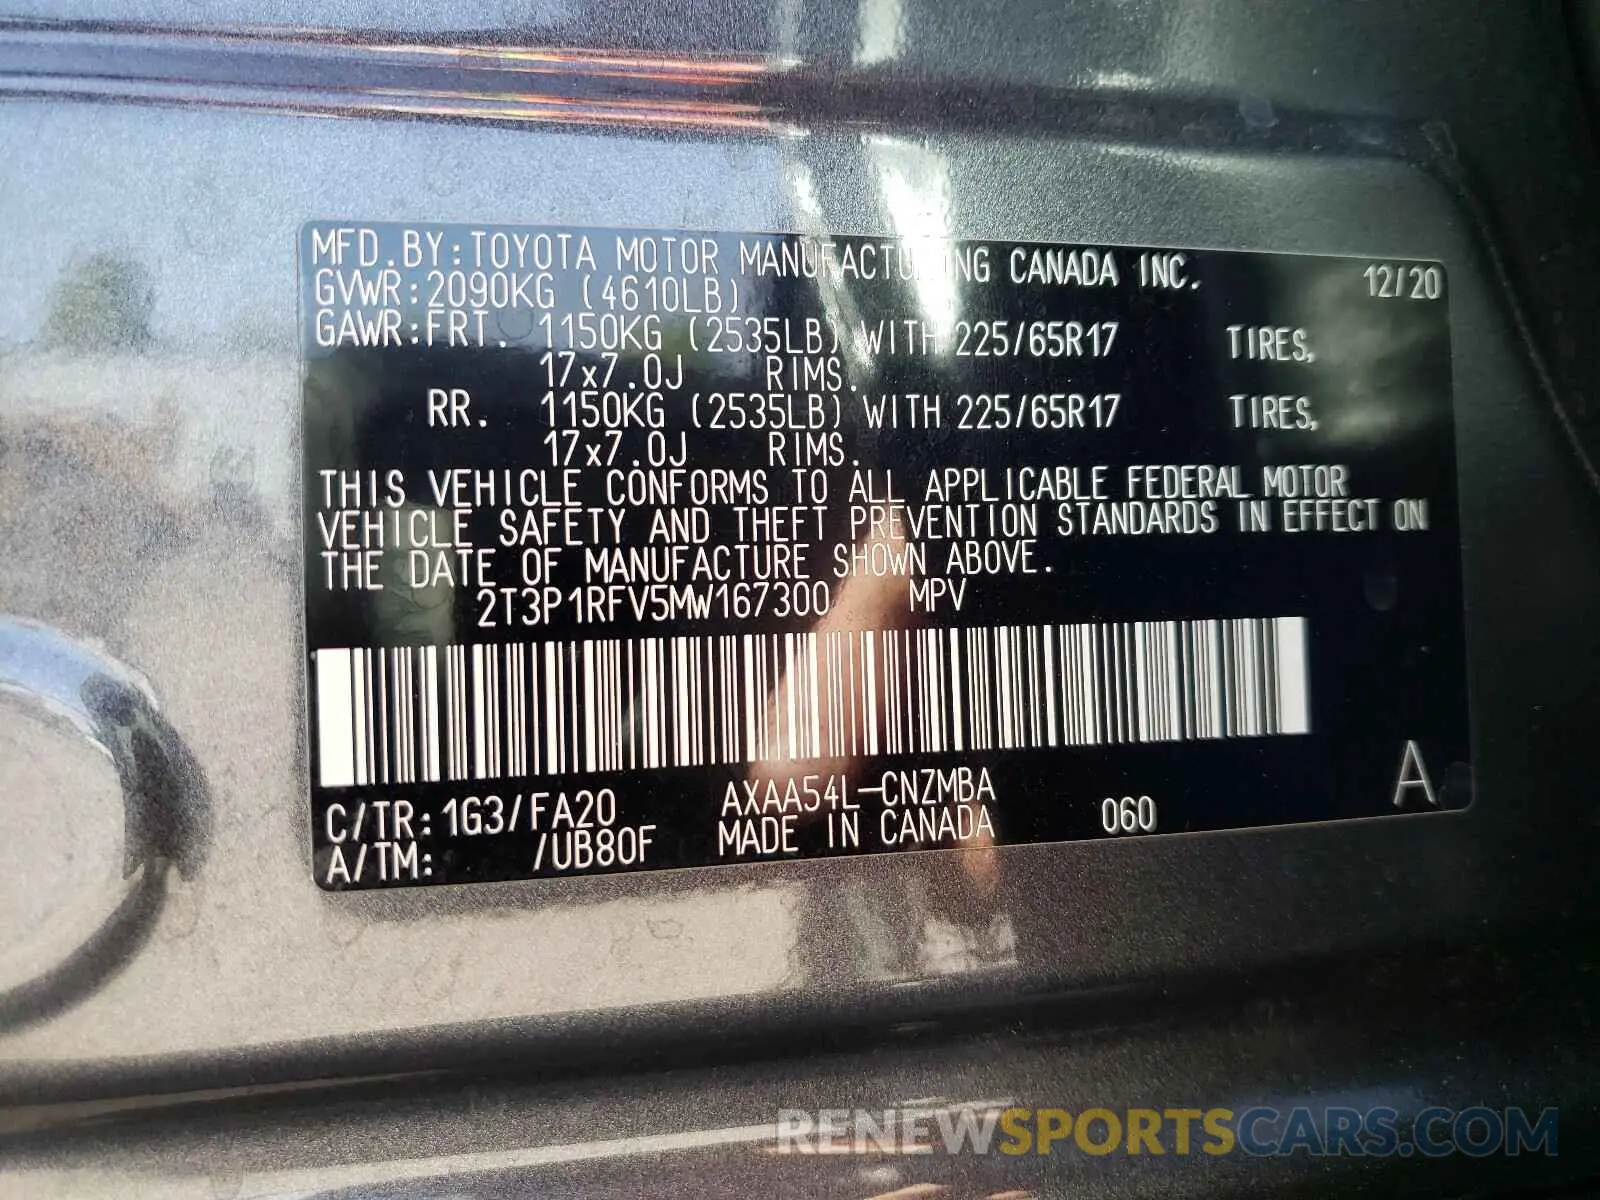 MFD.BY:TOYOTA MOTOR MANUFACTURING CANADA INC. 12/20
GVWR:2090KG (4610LB)
GAWR:FRT. 1150KG (2535LB) WITH 225/65R17 TIRES,
17x7.0J RIMS.
RR. 1150KG (2535LB) WITH 225/65R17 TIRES,
17x7.0J RIMS.
THIS VEHICLE CONFORMS TO ALL APPLICABLE FEDERAL MOTOR
VEHICLE SAFETY AND THEFT PREVENTION STANDARDS IN EFFECT ON
THE DATE OF MANUFACTURE SHOWN ABOVE.
2T3P1RFV5MW167300 MPV
C/TR:1G3/FA20 AXAA54L-CNZMBA
A/TM: /UB80F MADE IN CANADA 060 A
RENEWSPORTSCARS.COM